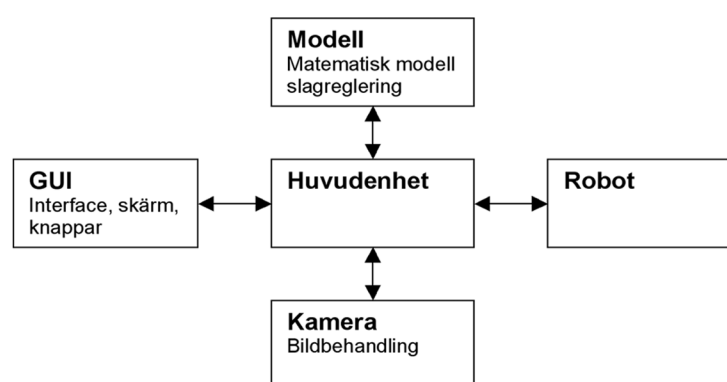 Modell
Matematisk modell
slagreglering
GUI
Interface, skärm,
knappar
Huvudenhet
Robot
Kamera
Bildbehandling